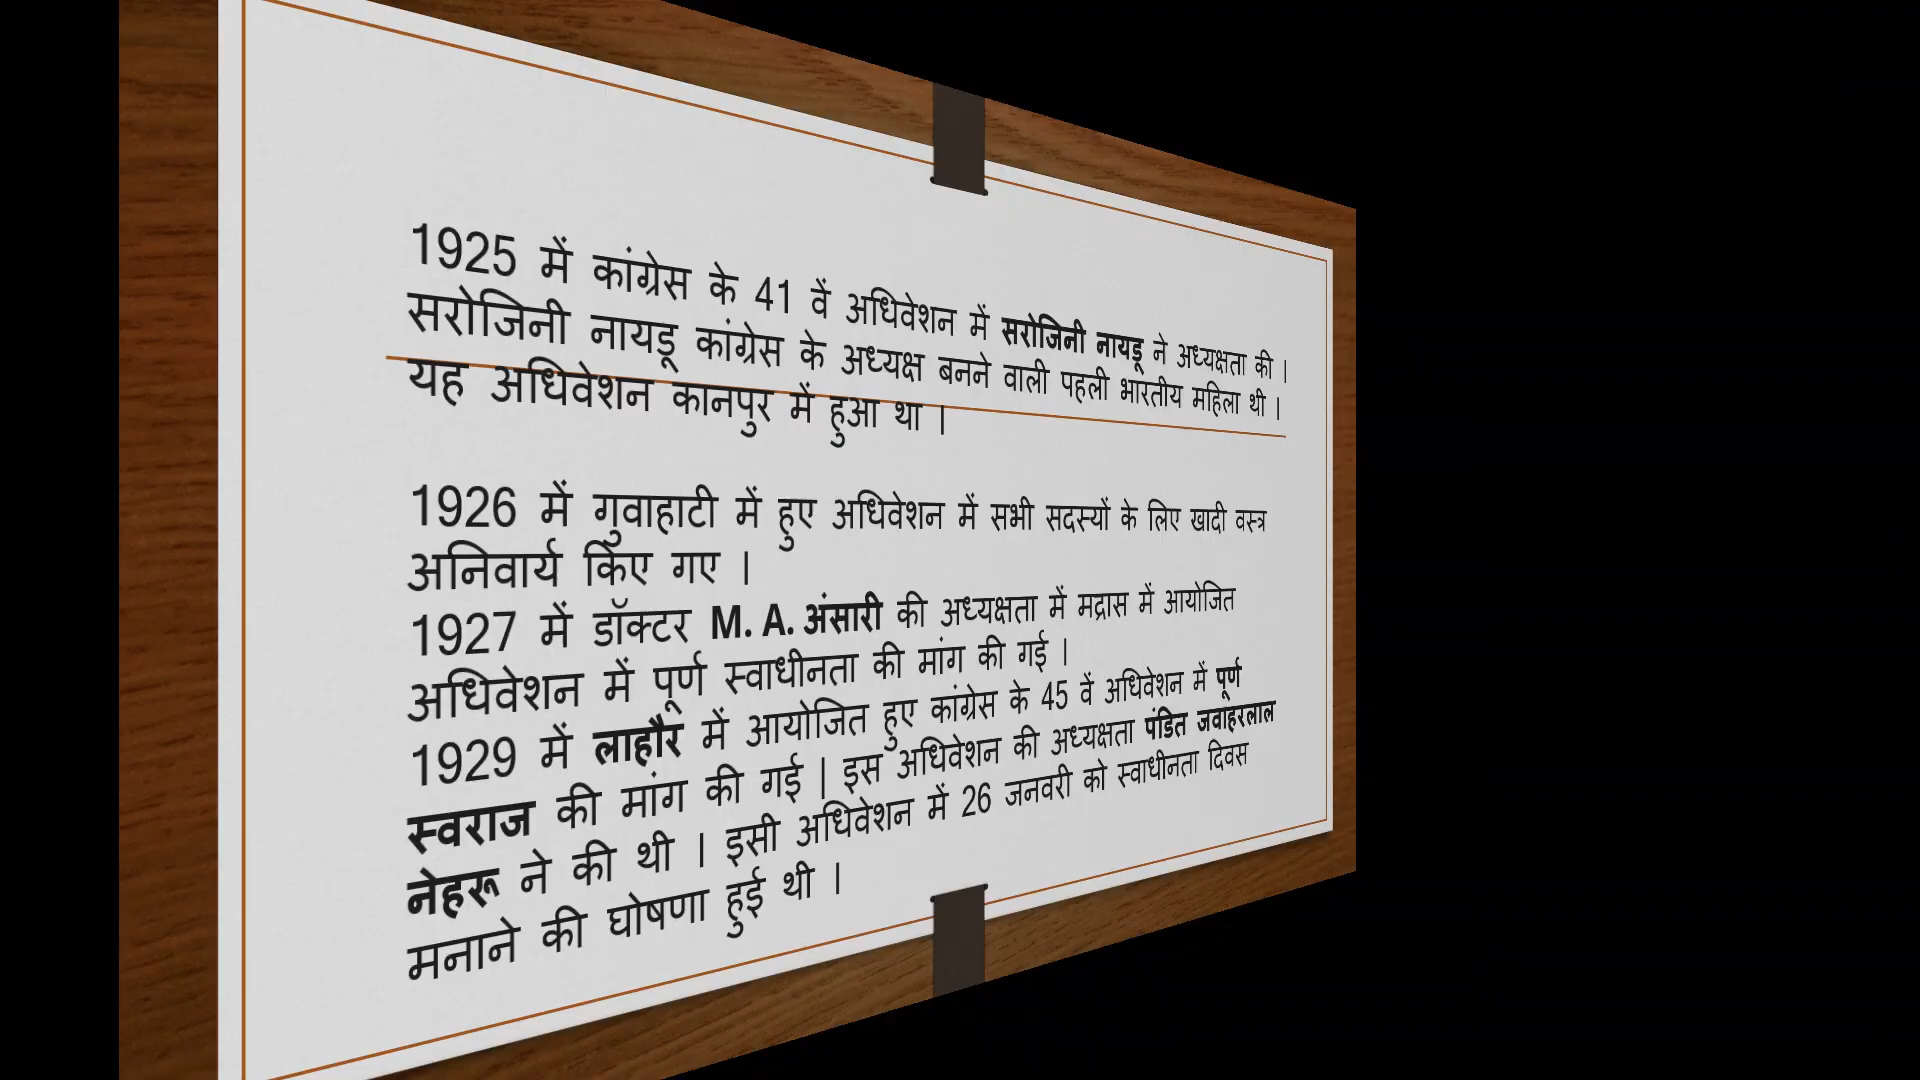 1925 में कांग्रेस के 41 वें अधिवेशन में सरोजिनी नायडू ने अध्यक्षता की |
सरोजिनी नायडू कांग्रेस के अध्यक्ष बनने वाली पहली भारतीय महिला थी |
यह अधिवेशन कानपुर में हुआ था |
1926 में गुवाहाटी में हुए अधिवेशन में सभी सदस्यों के लिए खादी वस्त्र
अनिवार्य किए गए |
1927 में डॉक्टर M. A. अंसारी की अध्यक्षता में मद्रास में आयोजित
अधिवेशन में पूर्ण स्वाधीनता की मांग की गई |
1929 में लाहौर में आयोजित हुए कांग्रेस के 45 वें अधिवेशन में पूर्ण
स्वराज की मांग की गई | इस अधिवेशन की अध्यक्षता पंडित जवाहरलाल
नेहरू ने की थी | इसी अधिवेशन में 26 जनवरी को स्वाधीनता दिवस
मनाने की घोषणा हुई थी |